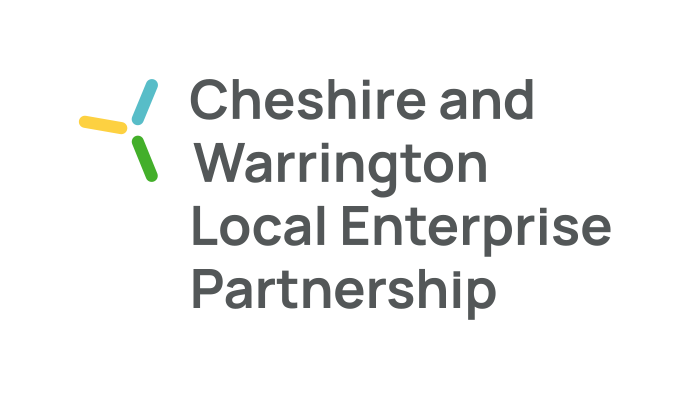 Cheshire and
Warrington
Local Enterprise
Partnership